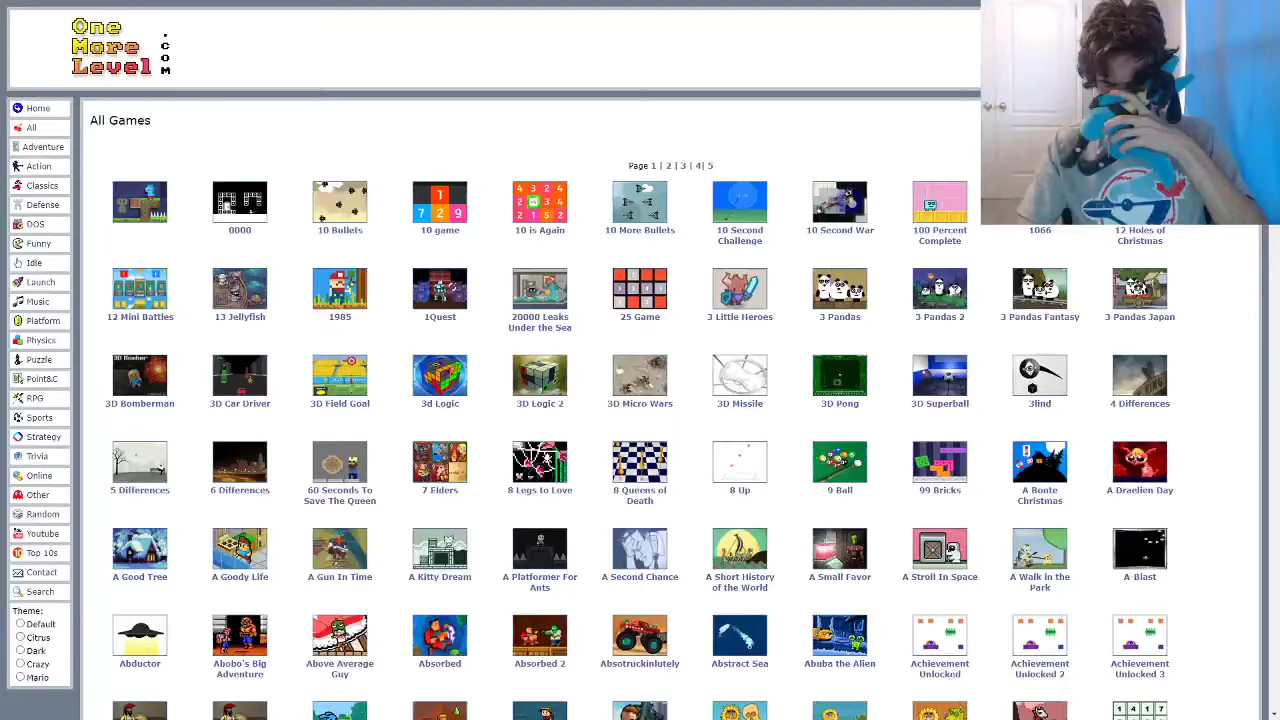 One
More
Level
.COM
Home
All
Adventure
Action
Classics
Defense
DOS
Funny
Idle
Launch
Music
Platform
Physics
Puzzle
Point&C
RPG
Sports
Strategy
Trivia
Online
Other
Random
Youtube
Top 10s
Contact
Search
Theme:
Default
Citrus
Dark
Crazy
Mario
All Games
Page 1 | 2 | 3 | 4| 5
0000
10 Bullets
10 game
10 is Again
10 More Bullets
10 Second
Challenge
10 Second War
100 Percent
Complete
1066
12 Holes of
Christmas
12 Mini Battles
13 Jellyfish
1985
1Quest
20000 Leaks
Under the Sea
25 Game
3 Little Heroes
3 Pandas
3 Pandas 2
3 Pandas Fantasy
3 Pandas Japan
3D Bomberman
3D Car Driver
3D Field Goal
3d Logic
3D Logic 2
3D Micro Wars
3D Missile
3D Pong
3D Superball
3lind
4 Differences
5 Differences
6 Differences
60 Seconds To
Save The Queen
7 Elders
8 Legs to Love
8 Queens of
Death
8 Up
9 Ball
99 Bricks
A Bonte
Christmas
A Draelien Day
A Good Tree
A Goody Life
A Gun In Time
A Kitty Dream
A Platformer For
Ants
A Second Chance
A Short History
of the World
A Small Favor
A Stroll In Space
A Walk in the
Park
A-Blast
Abductor
Abobo's Big
Adventure
Above Average
Guy
Absorbed
Absorbed 2
Absotruckinlutely
Abstract Sea
Abuba the Alien
Achievement
Unlocked
Achievement
Unlocked 2
Achievement
Unlocked 3